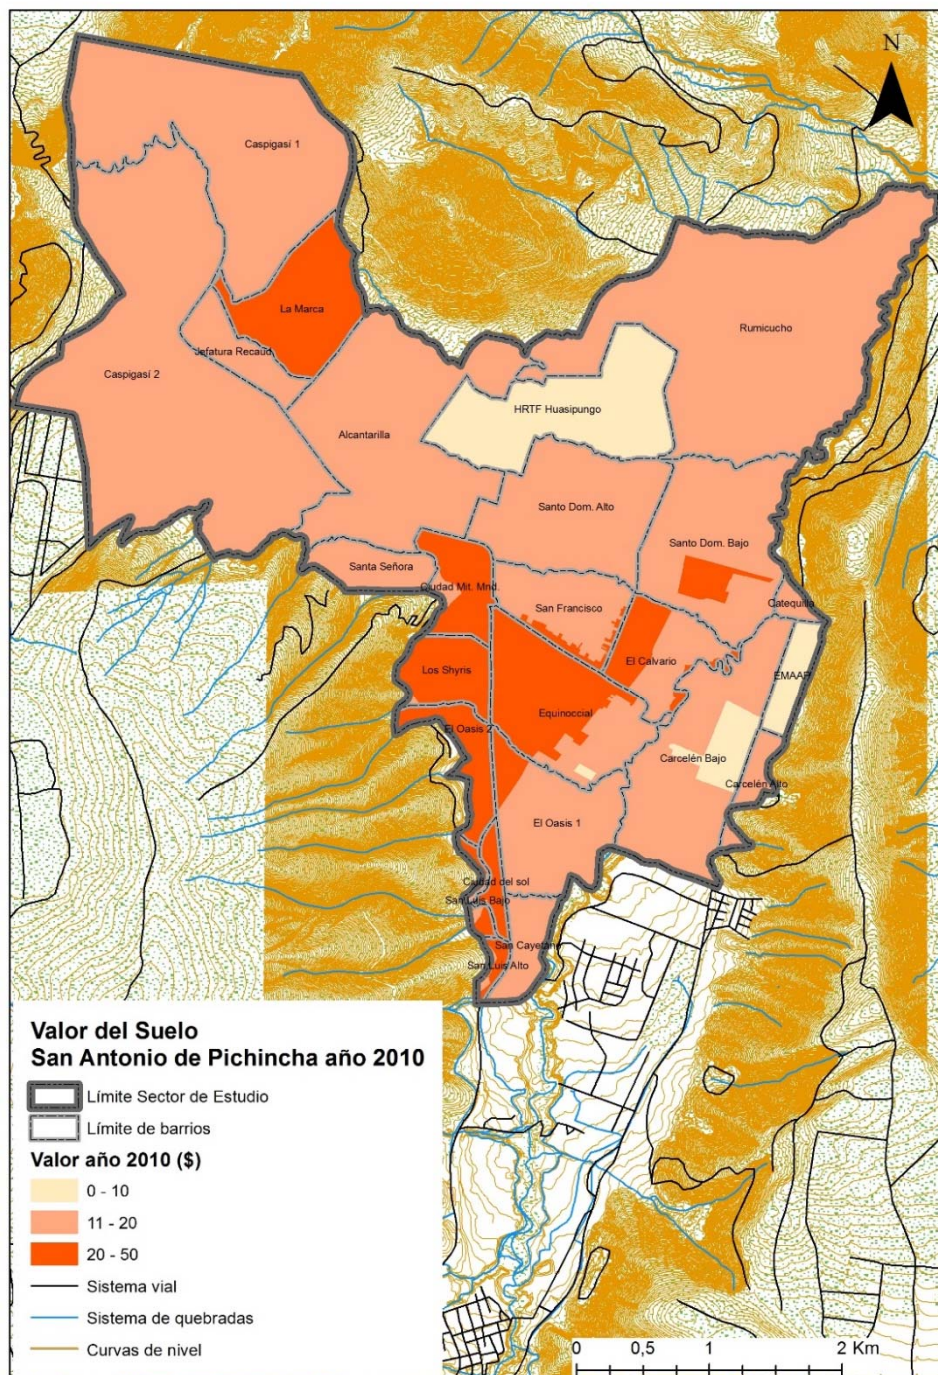 N
Caspigasí 1
La Marca
Rumicucho
Jefatura Recaud
Caspigasí 2
HRTF Huasipungo
Alcantarilla
Santo Dom. Alto
Santo Dom. Bajo
Santa Señora
Ciudad Mit. Mnd.
San Francisco
Catequilla
El Calvario
Los Shyris
EMAAP
Equinoccial
El Oasis 2
Carcelén Bajo
Carcelén Alto
El Oasis 1
Ciudad del sol
San Luis Bajo
San Cayetano
San Luis Alto
Valor del Suelo
San Antonio de Pichincha año 2010
Límite Sector de Estudio
Límite de barrios
Valor año 2010 ($)
0 - 10
11 - 20
20 - 50
Sistema vial
Sistema de quebradas
Curvas de nivel
0 0,5 1 2 Km